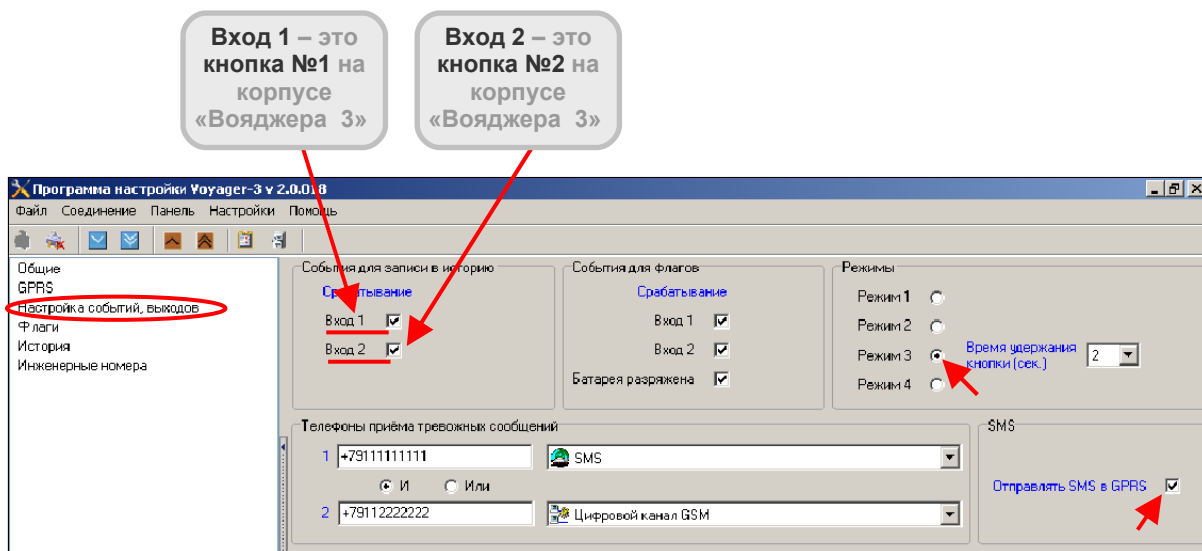 Вход 1 – это
кнопка №1 на
корпусе
«Вояджера 3»
Вход 2 – это
кнопка №2 на
корпусе
«Вояджера 3»
Программа настройки Voyager-3 v 2.0.018
Файл Соединение Панель Настройки Помощь
Общие
GPRS
Настройка событий, выходов
Флаги
История
Инженерные номера
События для записи в историю
Срабатывание
Вход 1
Вход 2
События для флагов
Срабатывание
Вход 1
Вход 2
Батарея разряжена
Режимы
Режим 1
Режим 2
Режим 3
Время удержания
кнопки (сек.)
2
Режим 4
Телефоны приёма тревожных сообщений
1 +79111111111 SMS
И Или
2 +79112222222 Цифровой канал GSM
SMS
Отправлять SMS в GPRS